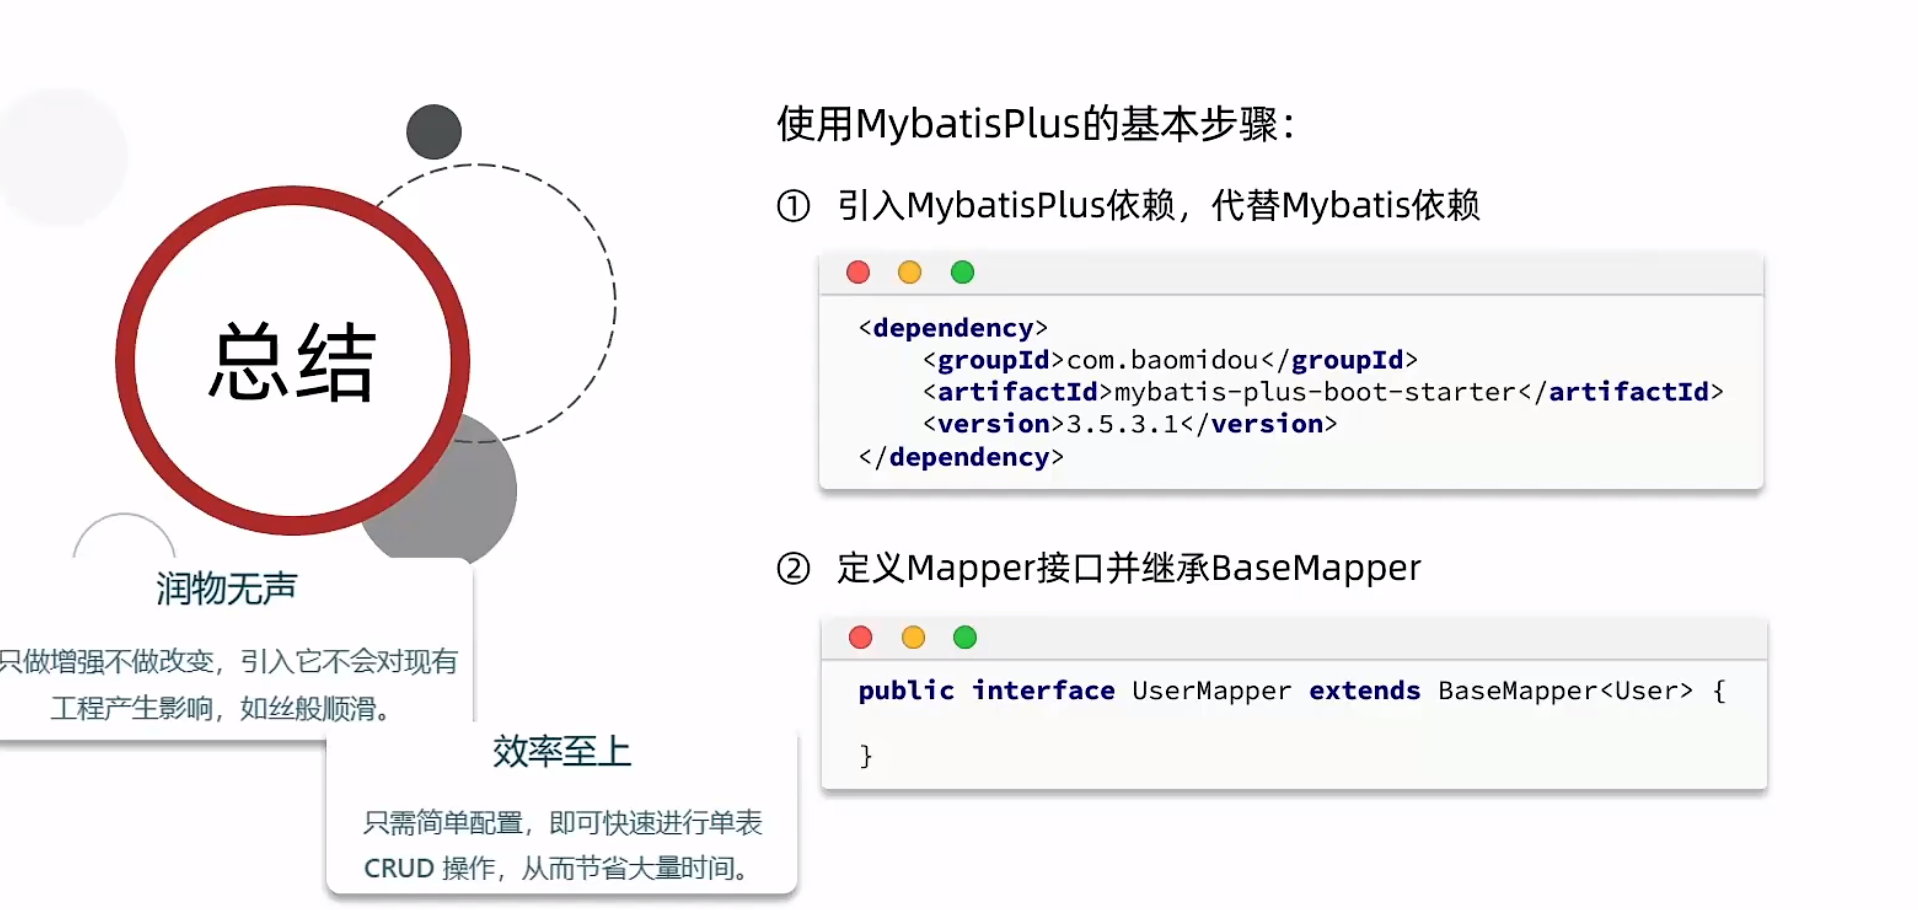 总结
润物无声
只做增强不做改变，引入它不会对现有
工程产生影响，如丝般顺滑。
效率至上
只需简单配置，即可快速进行单表
CRUD 操作，从而节省大量时间。
使用MybatisPlus的基本步骤：
① 引入MybatisPlus依赖，代替Mybatis依赖
<dependency>
    <groupId>com.baomidou</groupId>
    <artifactId>mybatis-plus-boot-starter</artifactId>
    <version>3.5.3.1</version>
</dependency>
② 定义Mapper接口并继承BaseMapper
public interface UserMapper extends BaseMapper<User> {
}